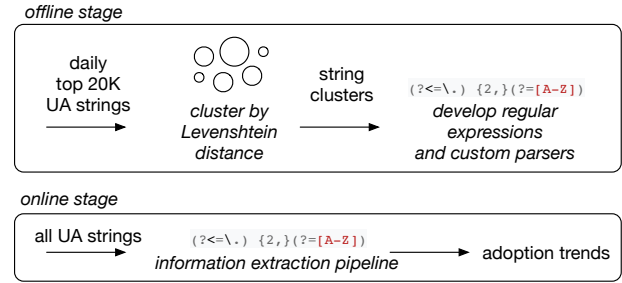 offline stage
daily
top 20K
UA strings
cluster by
Levenshtein
distance
string
clusters
(?<=\.) {2,}(?=[A-Z])
develop regular
expressions
and custom parsers
online stage
all UA strings
(?<=\.) {2,}(?=[A-Z])
information extraction pipeline
adoption trends